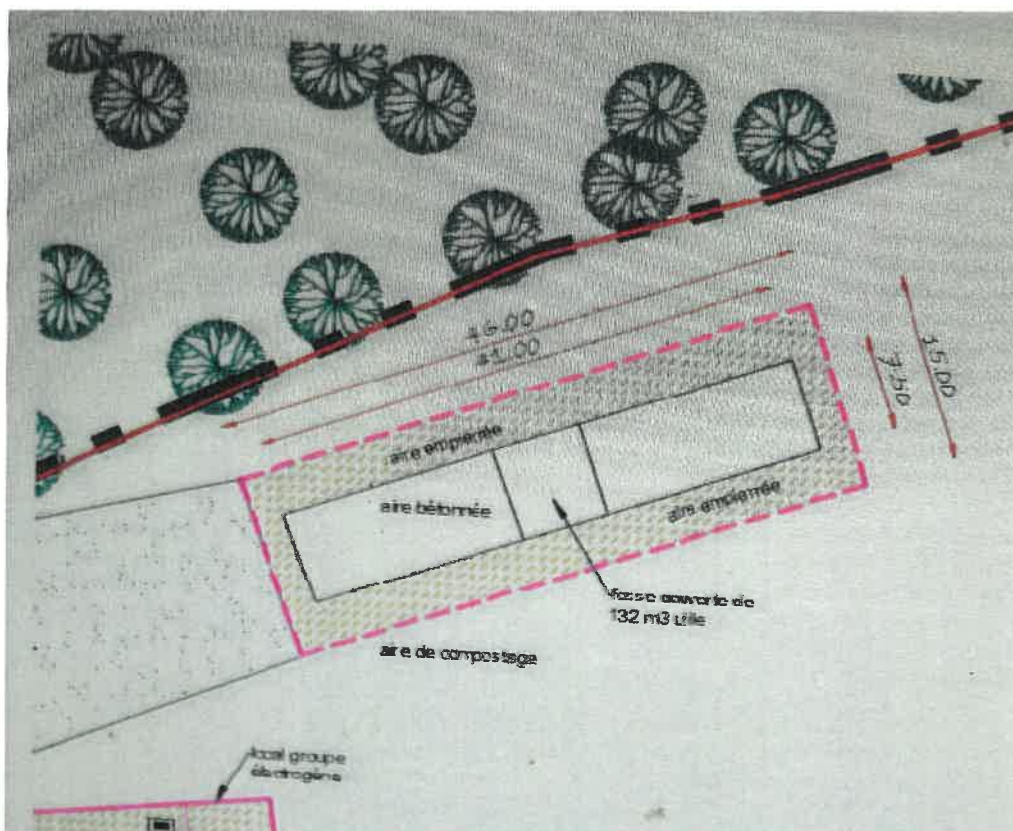 46.00
41.00
15.00
7.50
aire empierrée
aire bétonnée
aire empierrée
fosse ouverte de
132 m3 utile
aire de compostage
local groupe
électrogène